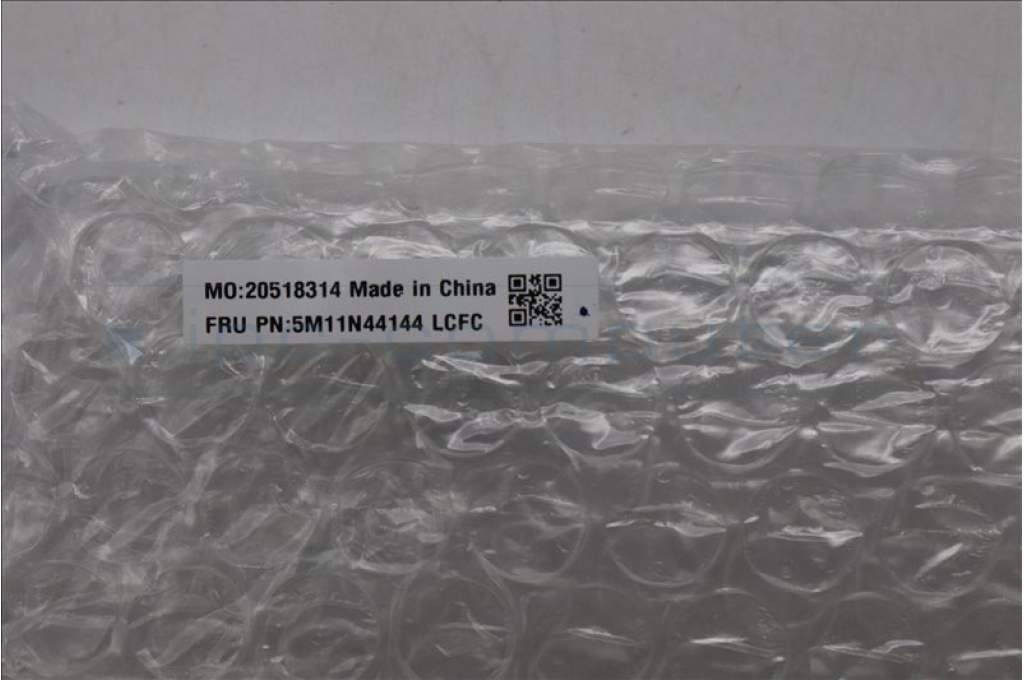 MO:20518314 Made in China
FRU PN:5M11N44144 LCFC